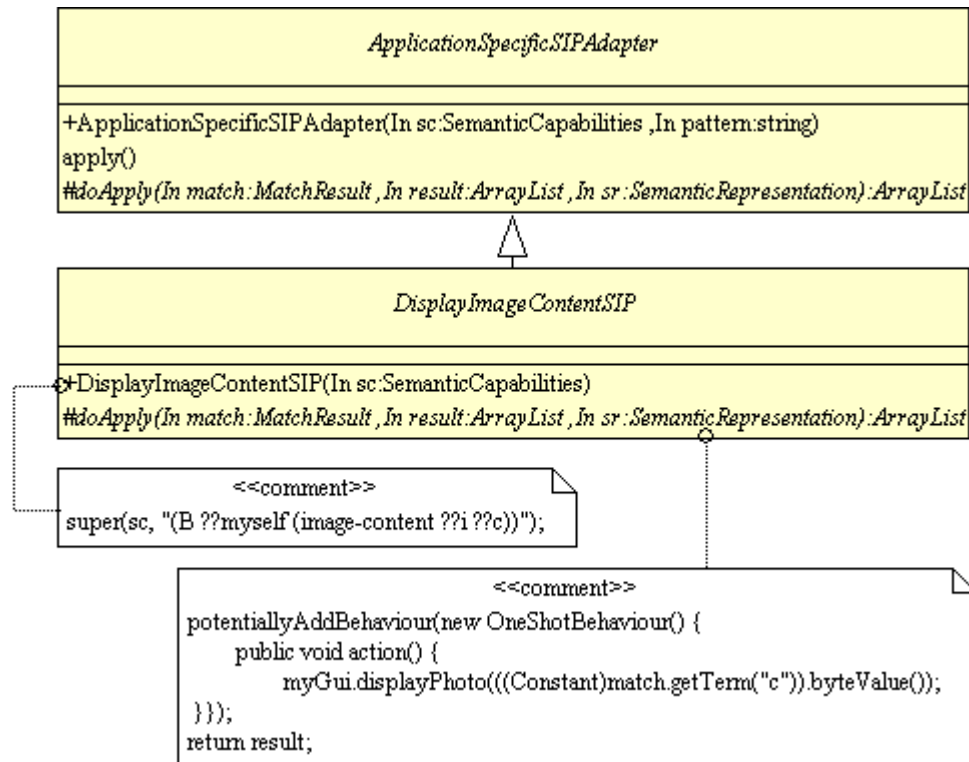 ApplicationSpecificSIPAdapter
+ApplicationSpecificSIPAdapter(In sc:SemanticCapabilities ,In pattern:string)
apply()
#doApply(In match:MatchResult ,In result:ArrayList ,In sr:SemanticRepresentation):ArrayList
DisplayImageContentSIP
+DisplayImageContentSIP(In sc:SemanticCapabilities)
#doApply(In match:MatchResult ,In result:ArrayList ,In sr:SemanticRepresentation):ArrayList
<<comment>>
super(sc, "(B ??myself (image-content ??i ??c))");
<<comment>>
potentiallyAddBehaviour(new OneShotBehaviour() {
public void action() {
myGui.displayPhoto(((Constant)match.getTerm("c")).byteValue());
} });
return result;